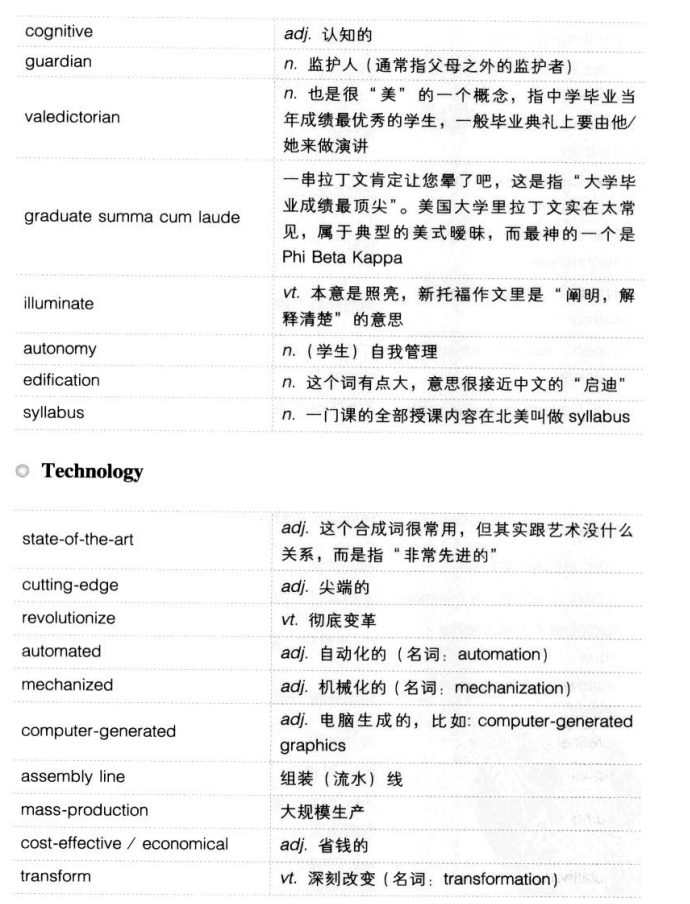 cognitive adj. 认知的
guardian n. 监护人（通常指父母之外的监护者）
valedictorian n. 也是很“美”的一个概念，指中学毕业当
年成绩最优秀的学生，一般毕业典礼上要由他/
她来做演讲
graduate summa cum laude 一串拉丁文肯定让您晕了吧，这是指“大学毕
业成绩最顶尖”。美国大学里拉丁文实在太常
见，属于典型的美式暧昧，而最神的一个是
Phi Beta Kappa
illuminate vt. 本意是照亮，新托福作文里是“阐明，解
释清楚”的意思
autonomy n.（学生）自我管理
edification n. 这个词有点大，意思很接近中文的“启迪”
syllabus n. 一门课的全部授课内容在北美叫做 syllabus
Technology
state-of-the-art adj. 这个合成词很常用，但其实跟艺术没什么
关系，而是指“非常先进的”
cutting-edge adj. 尖端的
revolutionize vt. 彻底变革
automated adj. 自动化的（名词：automation）
mechanized adj. 机械化的（名词：mechanization）
computer-generated adj. 电脑生成的，比如: computer-generated
graphics
assembly line 组装（流水）线
mass-production 大规模生产
cost-effective / economical adj. 省钱的
transform vt. 深刻改变（名词：transformation）